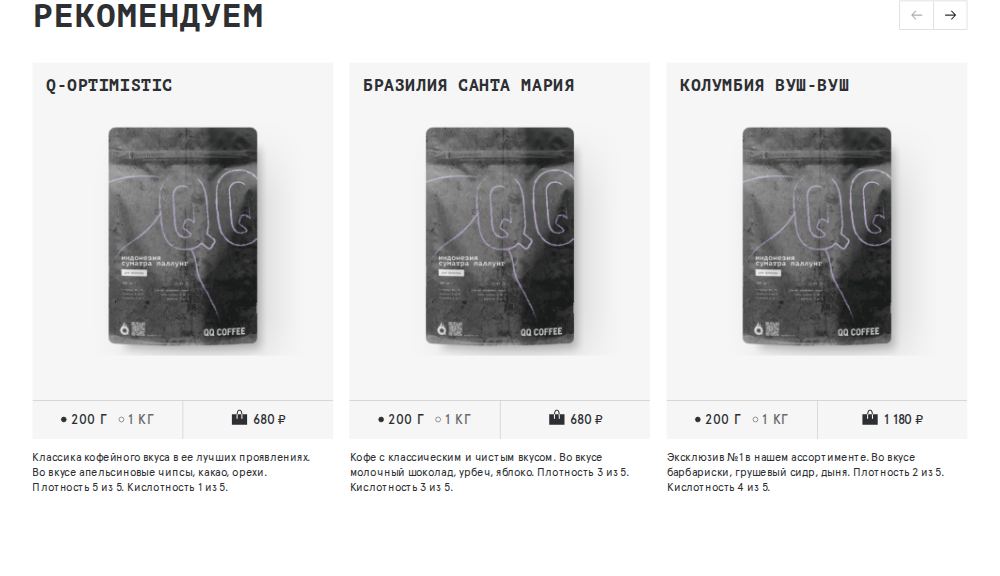 РЕКОМЕНДУЕМ
Q-OPTIMISTIC
БРАЗИЛИЯ САНТА МАРИЯ
КОЛУМБИЯ ВУШ-ВУШ
индонезия
суматра паллунг
QQ COFFEE
индонезия
суматра паллунг
QQ COFFEE
индонезия
суматра паллунг
QQ COFFEE
200 Г 1 КГ 680 ₽
200 Г 1 КГ 680 ₽
200 Г 1 КГ 1 180 ₽
Классика кофейного вкуса в ее лучших проявлениях.
Во вкусе апельсиновые чипсы, какао, орехи.
Плотность 5 из 5. Кислотность 1 из 5.
Кофе с классическим и чистым вкусом. Во вкусе
молочный шоколад, урбеч, яблоко. Плотность 3 из 5.
Кислотность 3 из 5.
Эксклюзив №1 в нашем ассортименте. Во вкусе
барбариски, грушевый сидр, дыня. Плотность 2 из 5.
Кислотность 4 из 5.